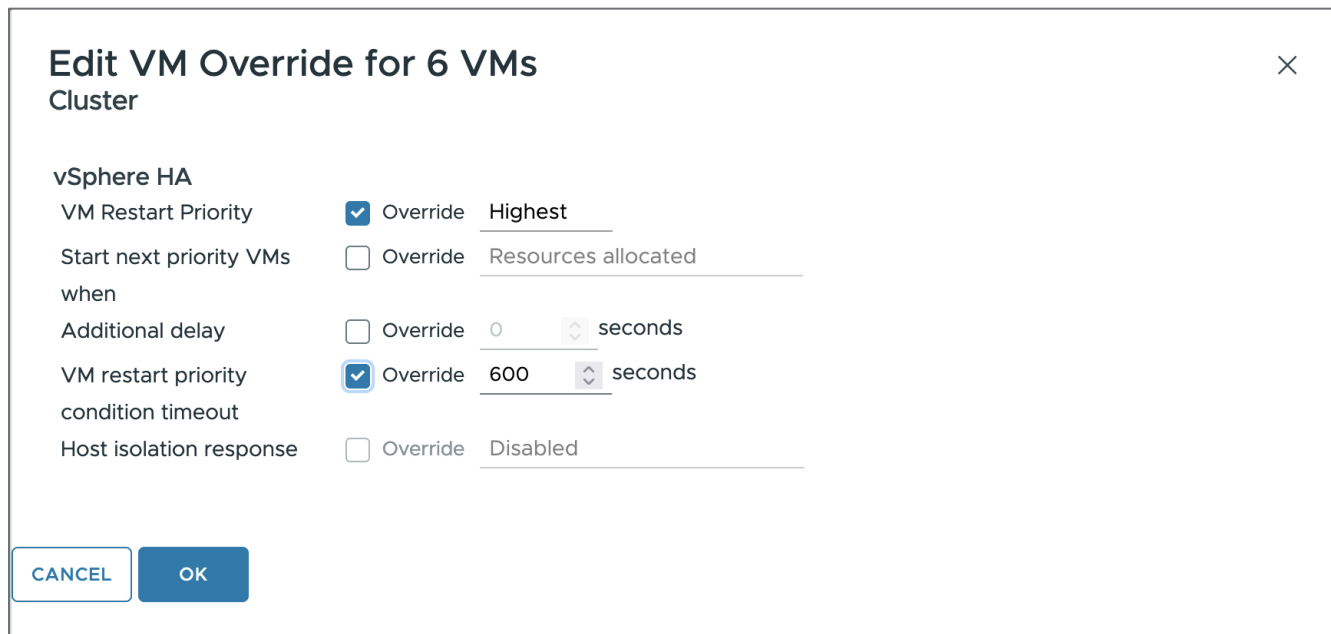 Edit VM Override for 6 VMs
Cluster
vSphere HA
VM Restart Priority Override Highest
Start next priority VMs Override Resources allocated
when
Additional delay Override 0 seconds
VM restart priority Override 600 seconds
condition timeout
Host isolation response Override Disabled
CANCEL OK